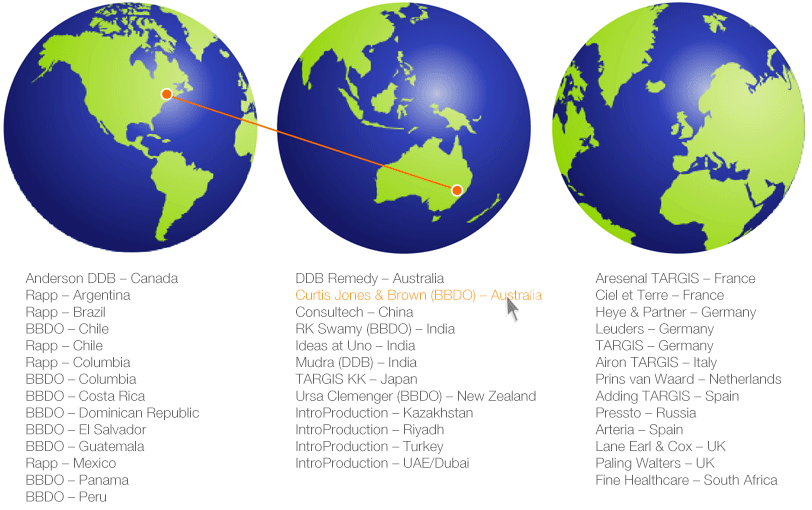 Anderson DDB – Canada
Rapp – Argentina
Rapp – Brazil
BBDO – Chile
Rapp – Chile
Rapp – Columbia
BBDO – Columbia
BBDO – Costa Rica
BBDO – Dominican Republic
BBDO – El Salvador
BBDO – Guatemala
Rapp – Mexico
BBDO – Panama
BBDO – Peru
DDB Remedy – Australia
Curtis Jones & Brown (BBDO) – Australia
Consultech – China
RK Swamy (BBDO) – India
Ideas at Uno – India
Mudra (DDB) – India
TARGIS KK – Japan
Ursa Clemenger (BBDO) – New Zealand
IntroProduction – Kazakhstan
IntroProduction – Riyadh
IntroProduction – Turkey
IntroProduction – UAE/Dubai
Aresenal TARGIS – France
Ciel et Terre – France
Heye & Partner – Germany
Leuders – Germany
TARGIS – Germany
Airon TARGIS – Italy
Prins van Waard – Netherlands
Adding TARGIS – Spain
Pressto – Russia
Arteria – Spain
Lane Earl & Cox – UK
Paling Walters – UK
Fine Healthcare – South Africa